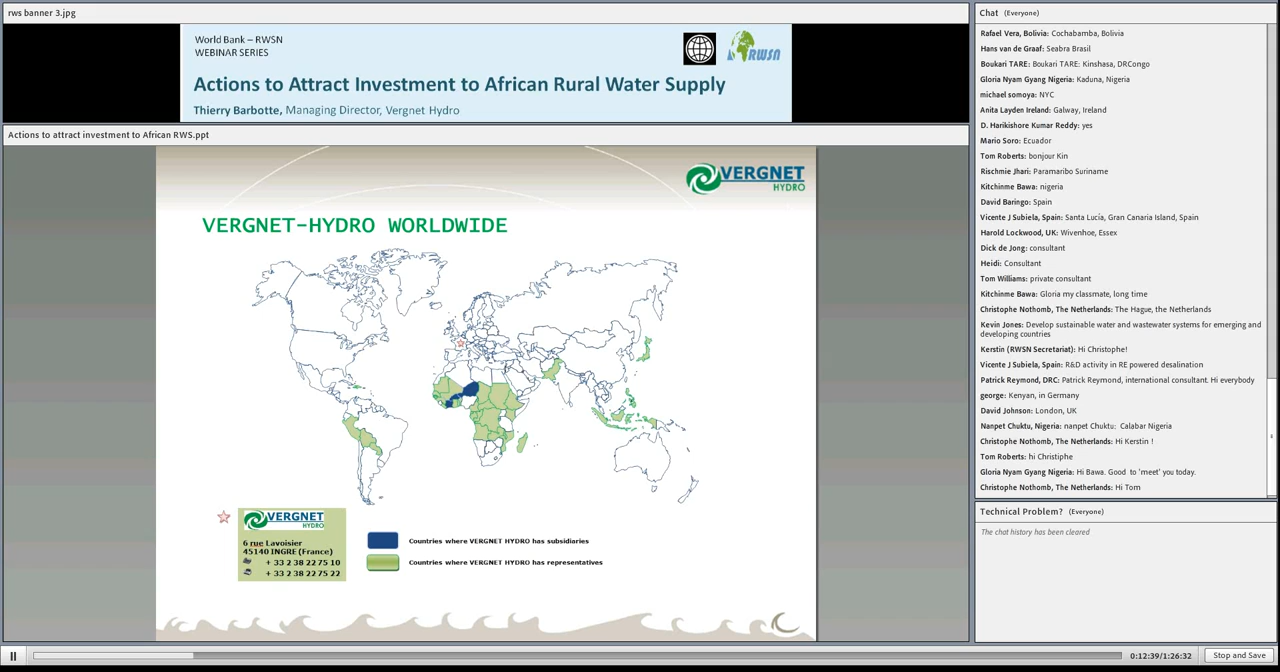 rws banner 3.jpg
World Bank – RWSN
WEBINAR SERIES
RWSN
Actions to Attract Investment to African Rural Water Supply
Thierry Barbotte, Managing Director, Vergnet Hydro
Actions to attract investment to African RWS.ppt
VERGNET
HYDRO
VERGNET-HYDRO WORLDWIDE
VERGNET
HYDRO
6 rue Lavoisier
45140 INGRE (France)
+ 33 2 38 22 75 10
+ 33 2 38 22 75 22
Countries where VERGNET HYDRO has subsidiaries
Countries where VERGNET HYDRO has representatives
Chat (Everyone)
Rafael Vera, Bolivia: Cochabamba, Bolivia
Hans van de Graaf: Seabra Brasil
Boukari TARE: Boukari TARE: Kinshasa, DRCongo
Gloria Nyam Gyang Nigeria: Kaduna, Nigeria
michael somoya: NYC
Anita Layden Ireland: Galway, Ireland
D. Harikishore Kumar Reddy: yes
Mario Soro: Ecuador
Tom Roberts: bonjour Kin
Rischmie Jhari: Paramaribo Suriname
Kitchinme Bawa: nigeria
David Baringo: Spain
Vicente J Subiela, Spain: Santa Lucía, Gran Canaria Island, Spain
Harold Lockwood, UK: Wivenhoe, Essex
Dick de Jong: consultant
Heidi: Consultant
Tom Williams: private consultant
Kitchinme Bawa: Gloria my classmate, long time
Christophe Nothomb, The Netherlands: The Hague, the Netherlands
Kevin Jones: Develop sustainable water and wastewater systems for emerging and
developing countries
Kerstin (RWSN Secretariat): Hi Christophe!
Vicente J Subiela, Spain: R&D activity in RE powered desalination
Patrick Reymond, DRC: Patrick Reymond, international consultant. Hi everybody
george: Kenyan, in Germany
David Johnson: London, UK
Nanpet Chuktu, Nigeria: nanpet Chuktu: Calabar Nigeria
Christophe Nothomb, The Netherlands: Hi Kerstin !
Tom Roberts: hi Christiphe
Gloria Nyam Gyang Nigeria: Hi Bawa. Good to 'meet' you today.
Christophe Nothomb, The Netherlands: Hi Tom
Technical Problem? (Everyone)
The chat history has been cleared
0:12:39/1:26:32
Stop and Save